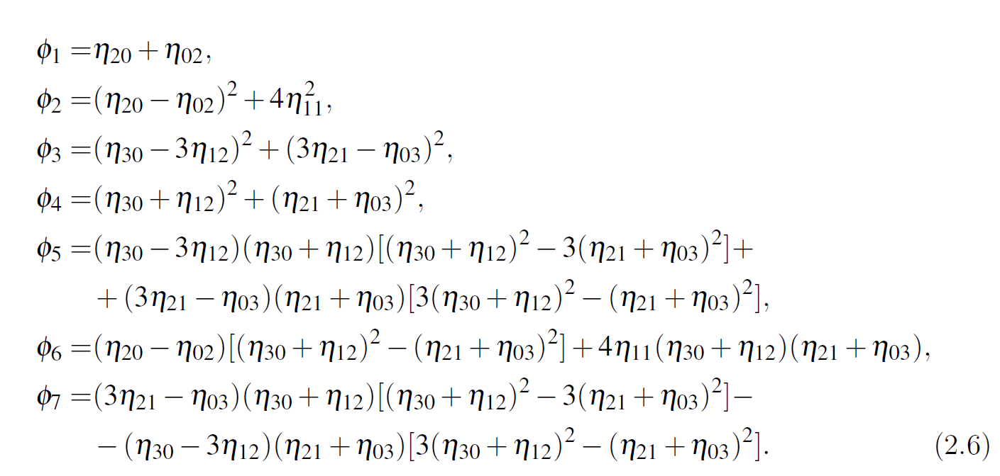 ϕ₁ =η₂₀ + η₀₂,
ϕ₂ =(η₂₀ − η₀₂)² + 4η₁₁²,
ϕ₃ =(η₃₀ − 3η₁₂)² + (3η₂₁ − η₀₃)²,
ϕ₄ =(η₃₀ + η₁₂)² + (η₂₁ + η₀₃)²,
ϕ₅ =(η₃₀ − 3η₁₂)(η₃₀ + η₁₂)[(η₃₀ + η₁₂)² − 3(η₂₁ + η₀₃)²]+
+ (3η₂₁ − η₀₃)(η₂₁ + η₀₃)[3(η₃₀ + η₁₂)² − (η₂₁ + η₀₃)²],
ϕ₆ =(η₂₀ − η₀₂)[(η₃₀ + η₁₂)² − (η₂₁ + η₀₃)²] + 4η₁₁(η₃₀ + η₁₂)(η₂₁ + η₀₃),
ϕ₇ =(3η₂₁ − η₀₃)(η₃₀ + η₁₂)[(η₃₀ + η₁₂)² − 3(η₂₁ + η₀₃)²]−
− (η₃₀ − 3η₁₂)(η₂₁ + η₀₃)[3(η₃₀ + η₁₂)² − (η₂₁ + η₀₃)²]. (2.6)